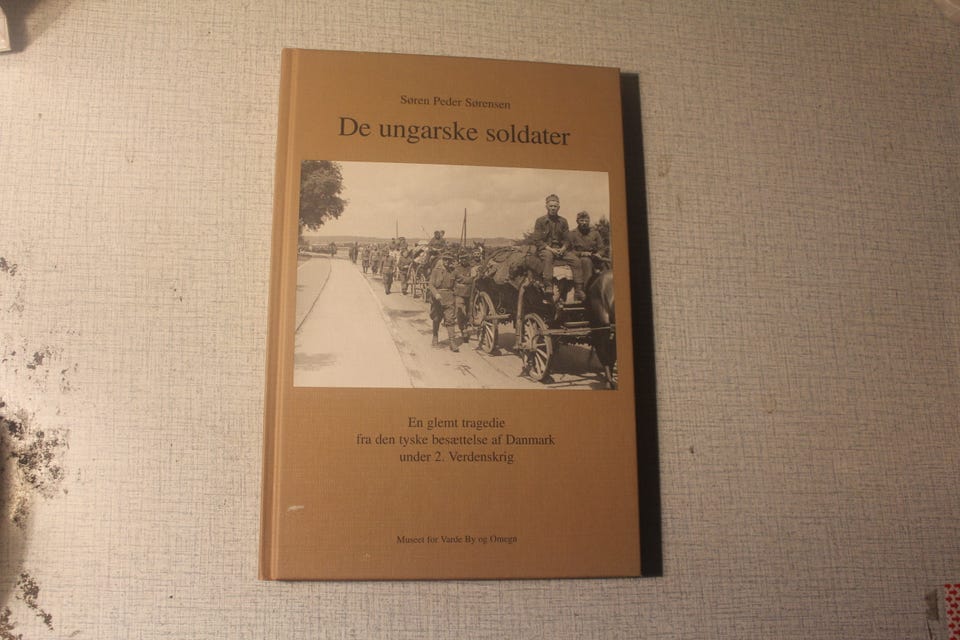 Søren Peder Sørensen
De ungarske soldater
En glemt tragedie
fra den tyske besættelse af Danmark
under 2. Verdenskrig
Museet for Varde By og Omegn